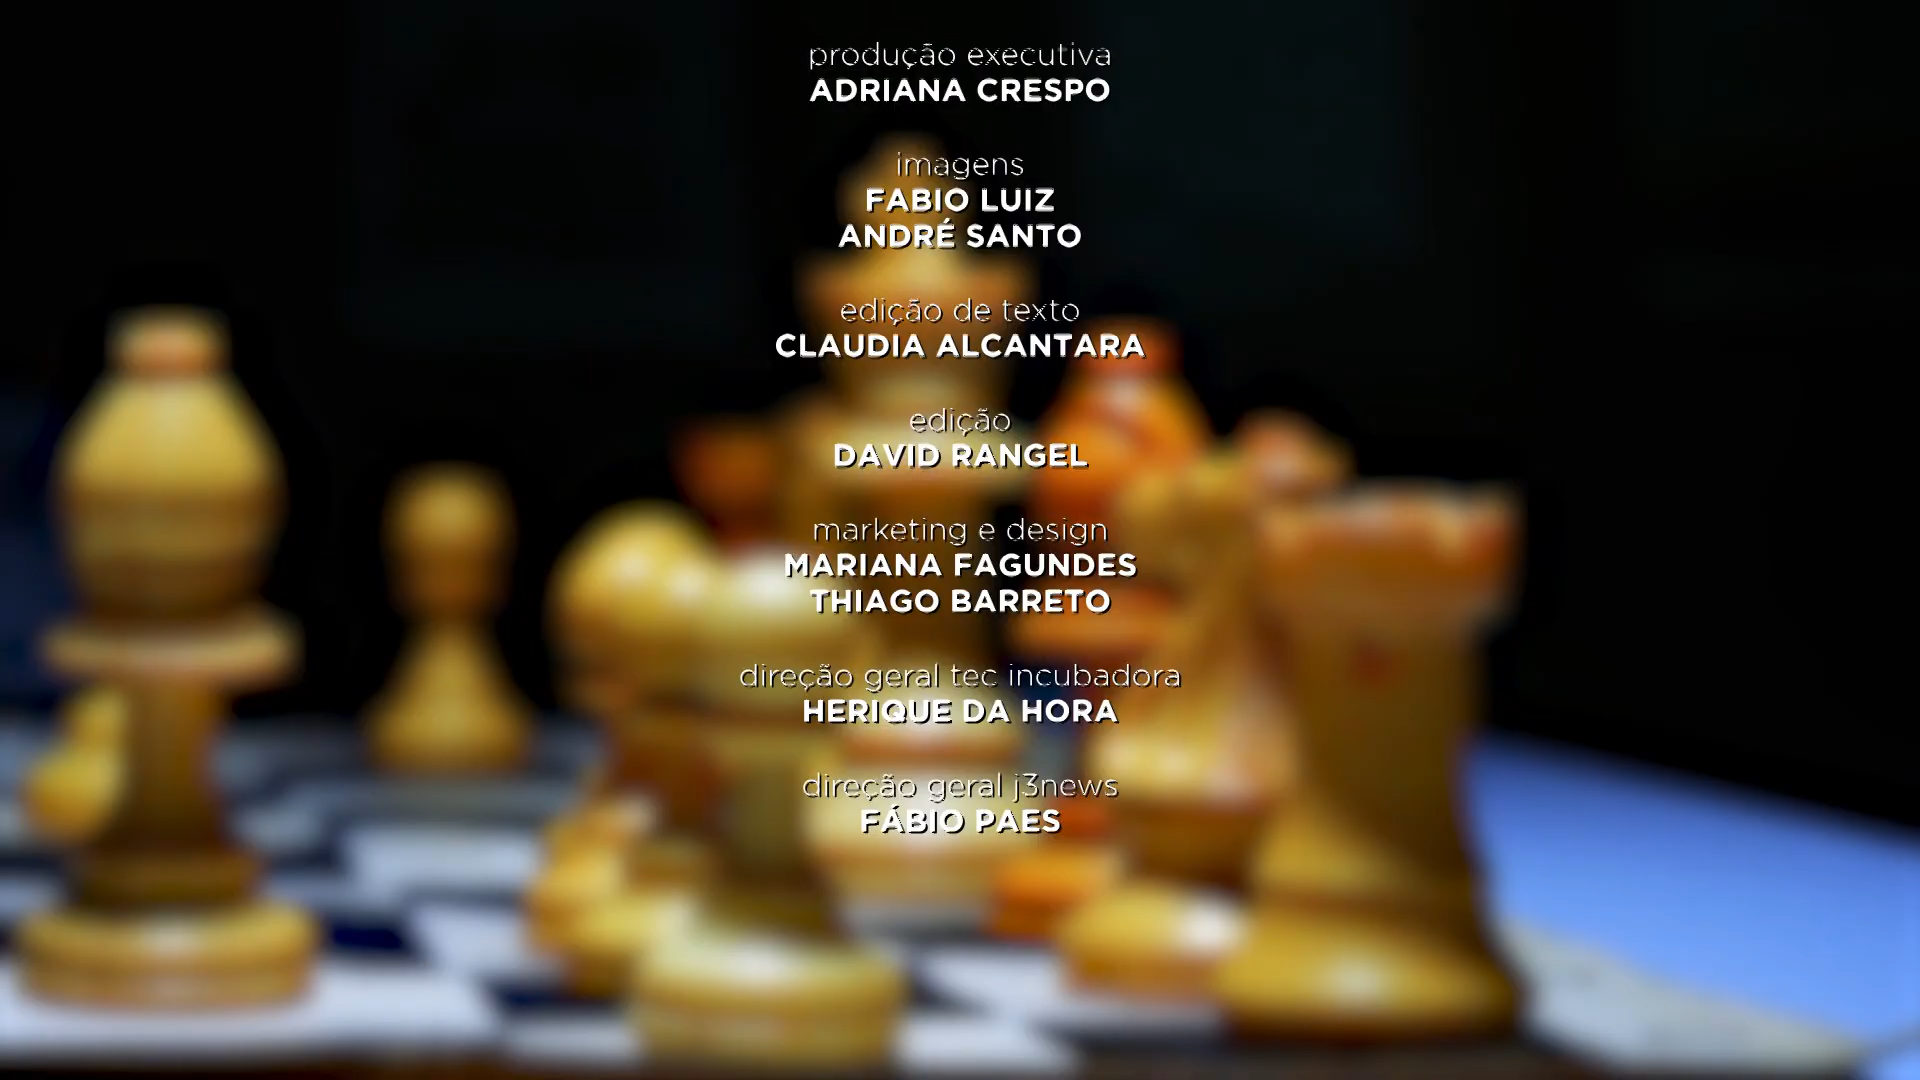 produção executiva
ADRIANA CRESPO
imagens
FABIO LUIZ
ANDRÉ SANTO
edição de texto
CLAUDIA ALCANTARA
edição
DAVID RANGEL
marketing e design
MARIANA FAGUNDES
THIAGO BARRETO
direção geral tec incubadora
HERIQUE DA HORA
direção geral j3news
FÁBIO PAES